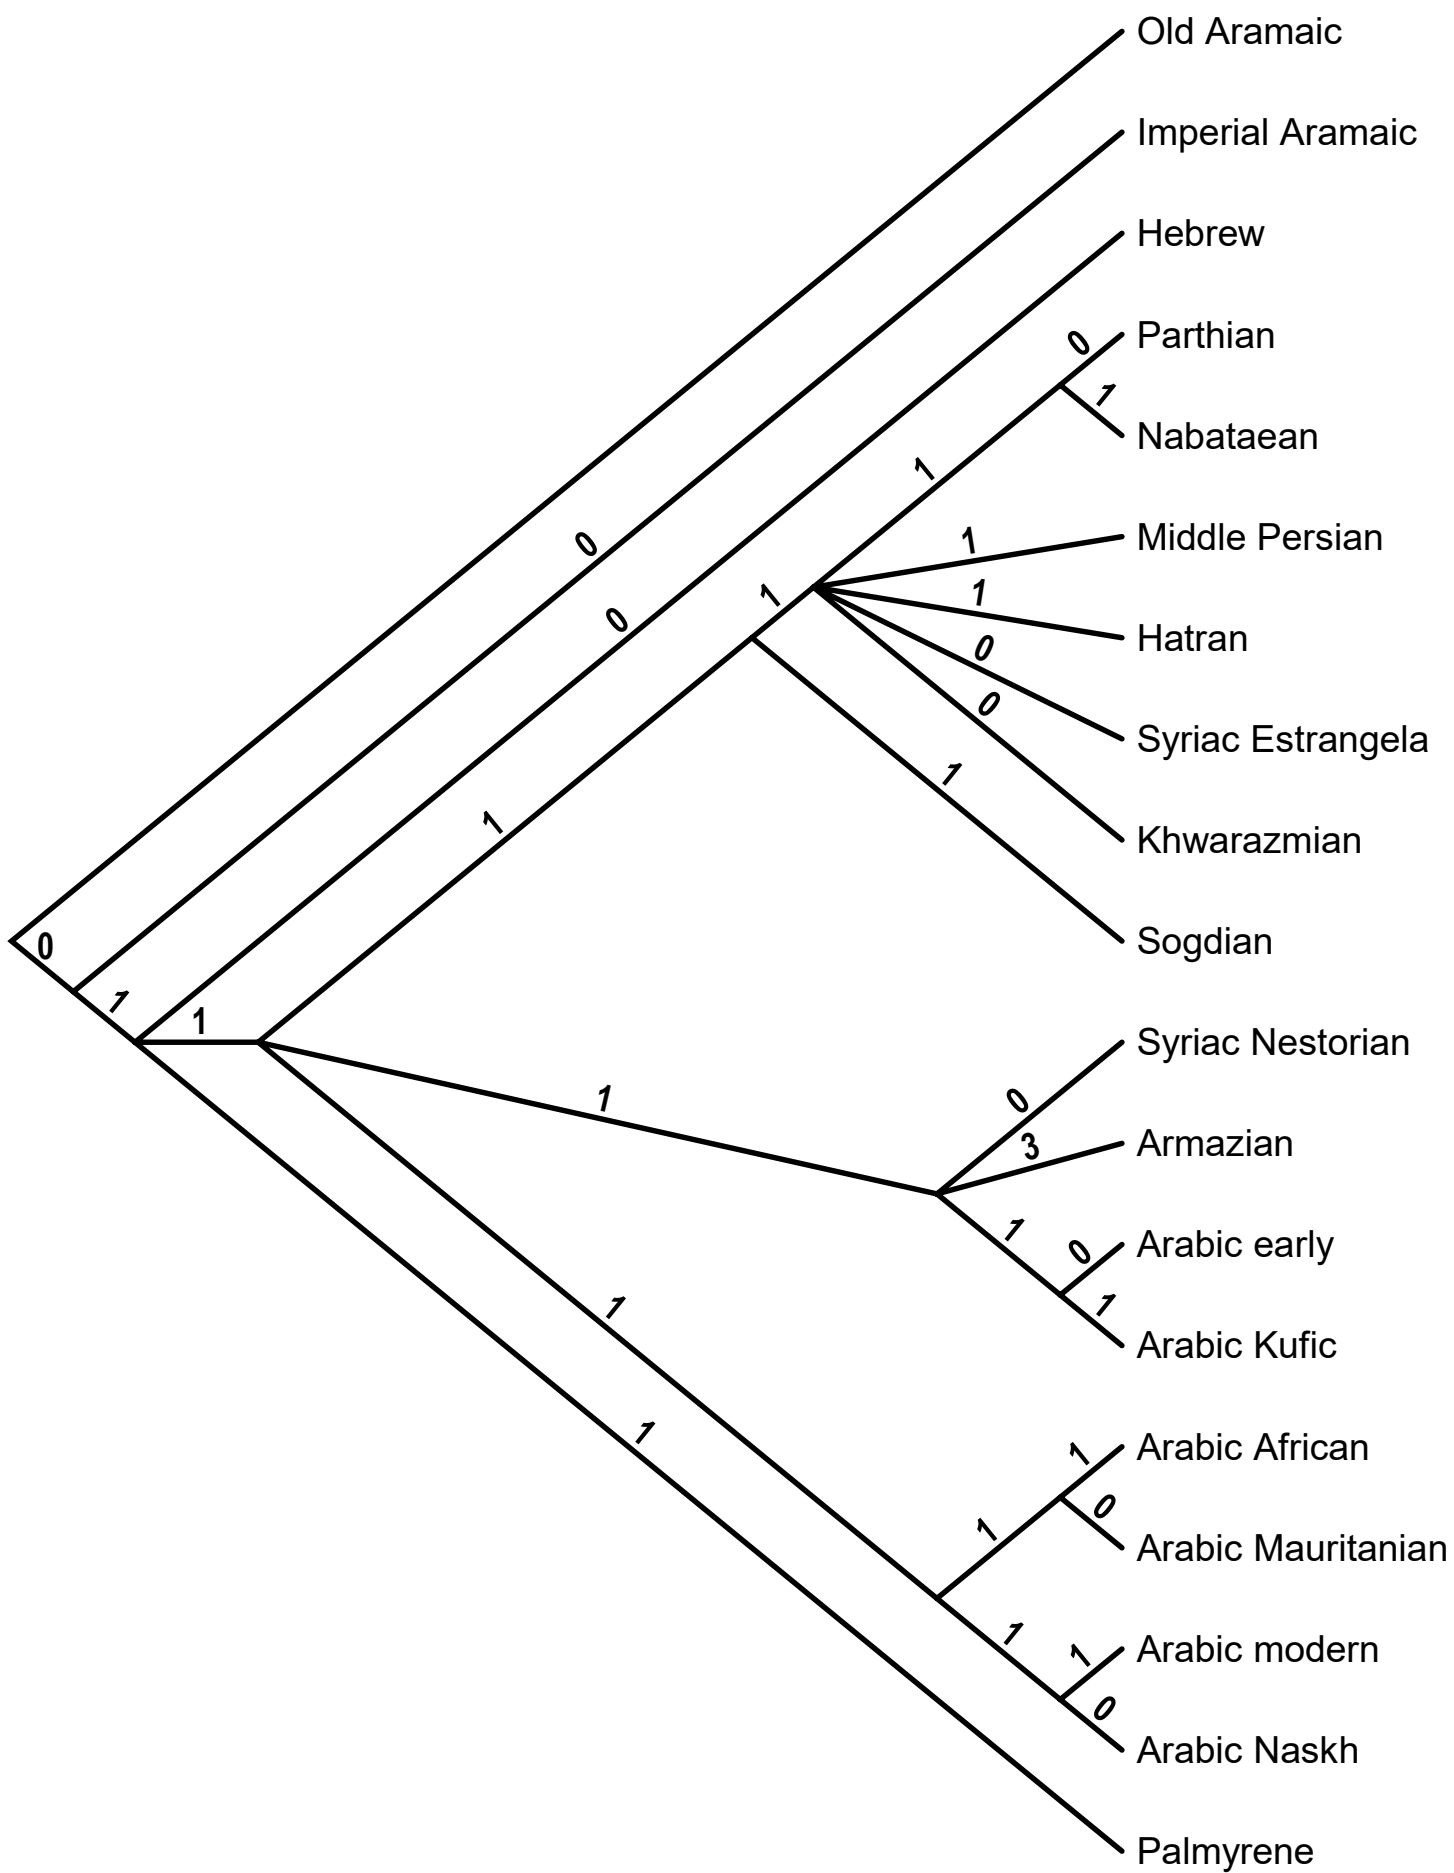 Old Aramaic
Imperial Aramaic
Hebrew
0
Parthian
1
Nabataean
1
1
Middle Persian
0
1
1
Hatran
0
0
Syriac Estrangela
0
1
1
Khwarazmian
0
Sogdian
1
1
Syriac Nestorian
1
0
3
Armazian
1
0
Arabic early
1
1
Arabic Kufic
1
1
Arabic African
0
1
Arabic Mauritanian
1
1
Arabic modern
0
Arabic Naskh
Palmyrene